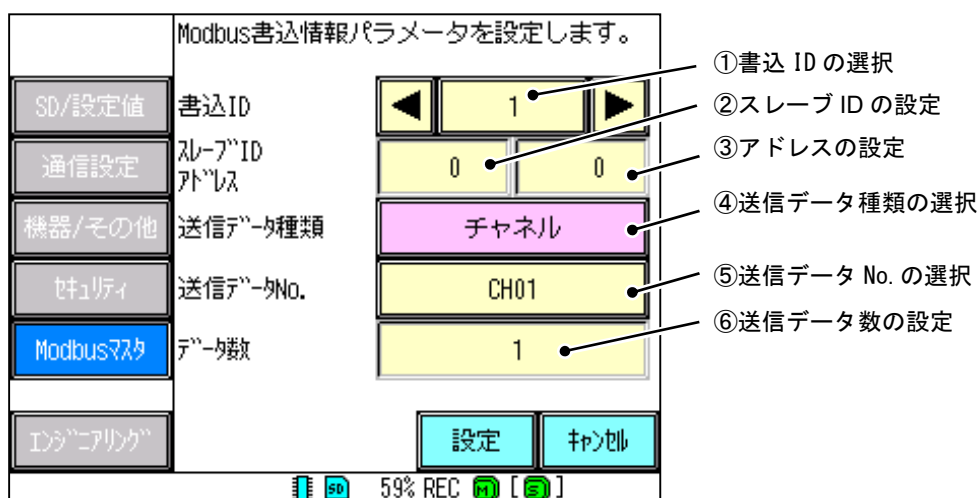 Modbus書込情報パラメータを設定します。
SD/設定値
書込ID
1
①書込 ID の選択
通信設定
ｽﾚｰﾌﾞID
ｱﾄﾞﾚｽ
0
0
②スレーブ ID の設定
③アドレスの設定
機器/その他
送信ﾃﾞｰﾀ種類
チャネル
④送信データ種類の選択
ｾｷｭﾘﾃｨ
送信ﾃﾞｰﾀNo.
CH01
⑤送信データ No. の選択
Modbusﾏｽﾀ
ﾃﾞｰﾀ数
1
⑥送信データ数の設定
ｴﾝｼﾞﾆｱﾘﾝｸﾞ
設定
ｷｬﾝｾﾙ
SD 59% REC M [S]